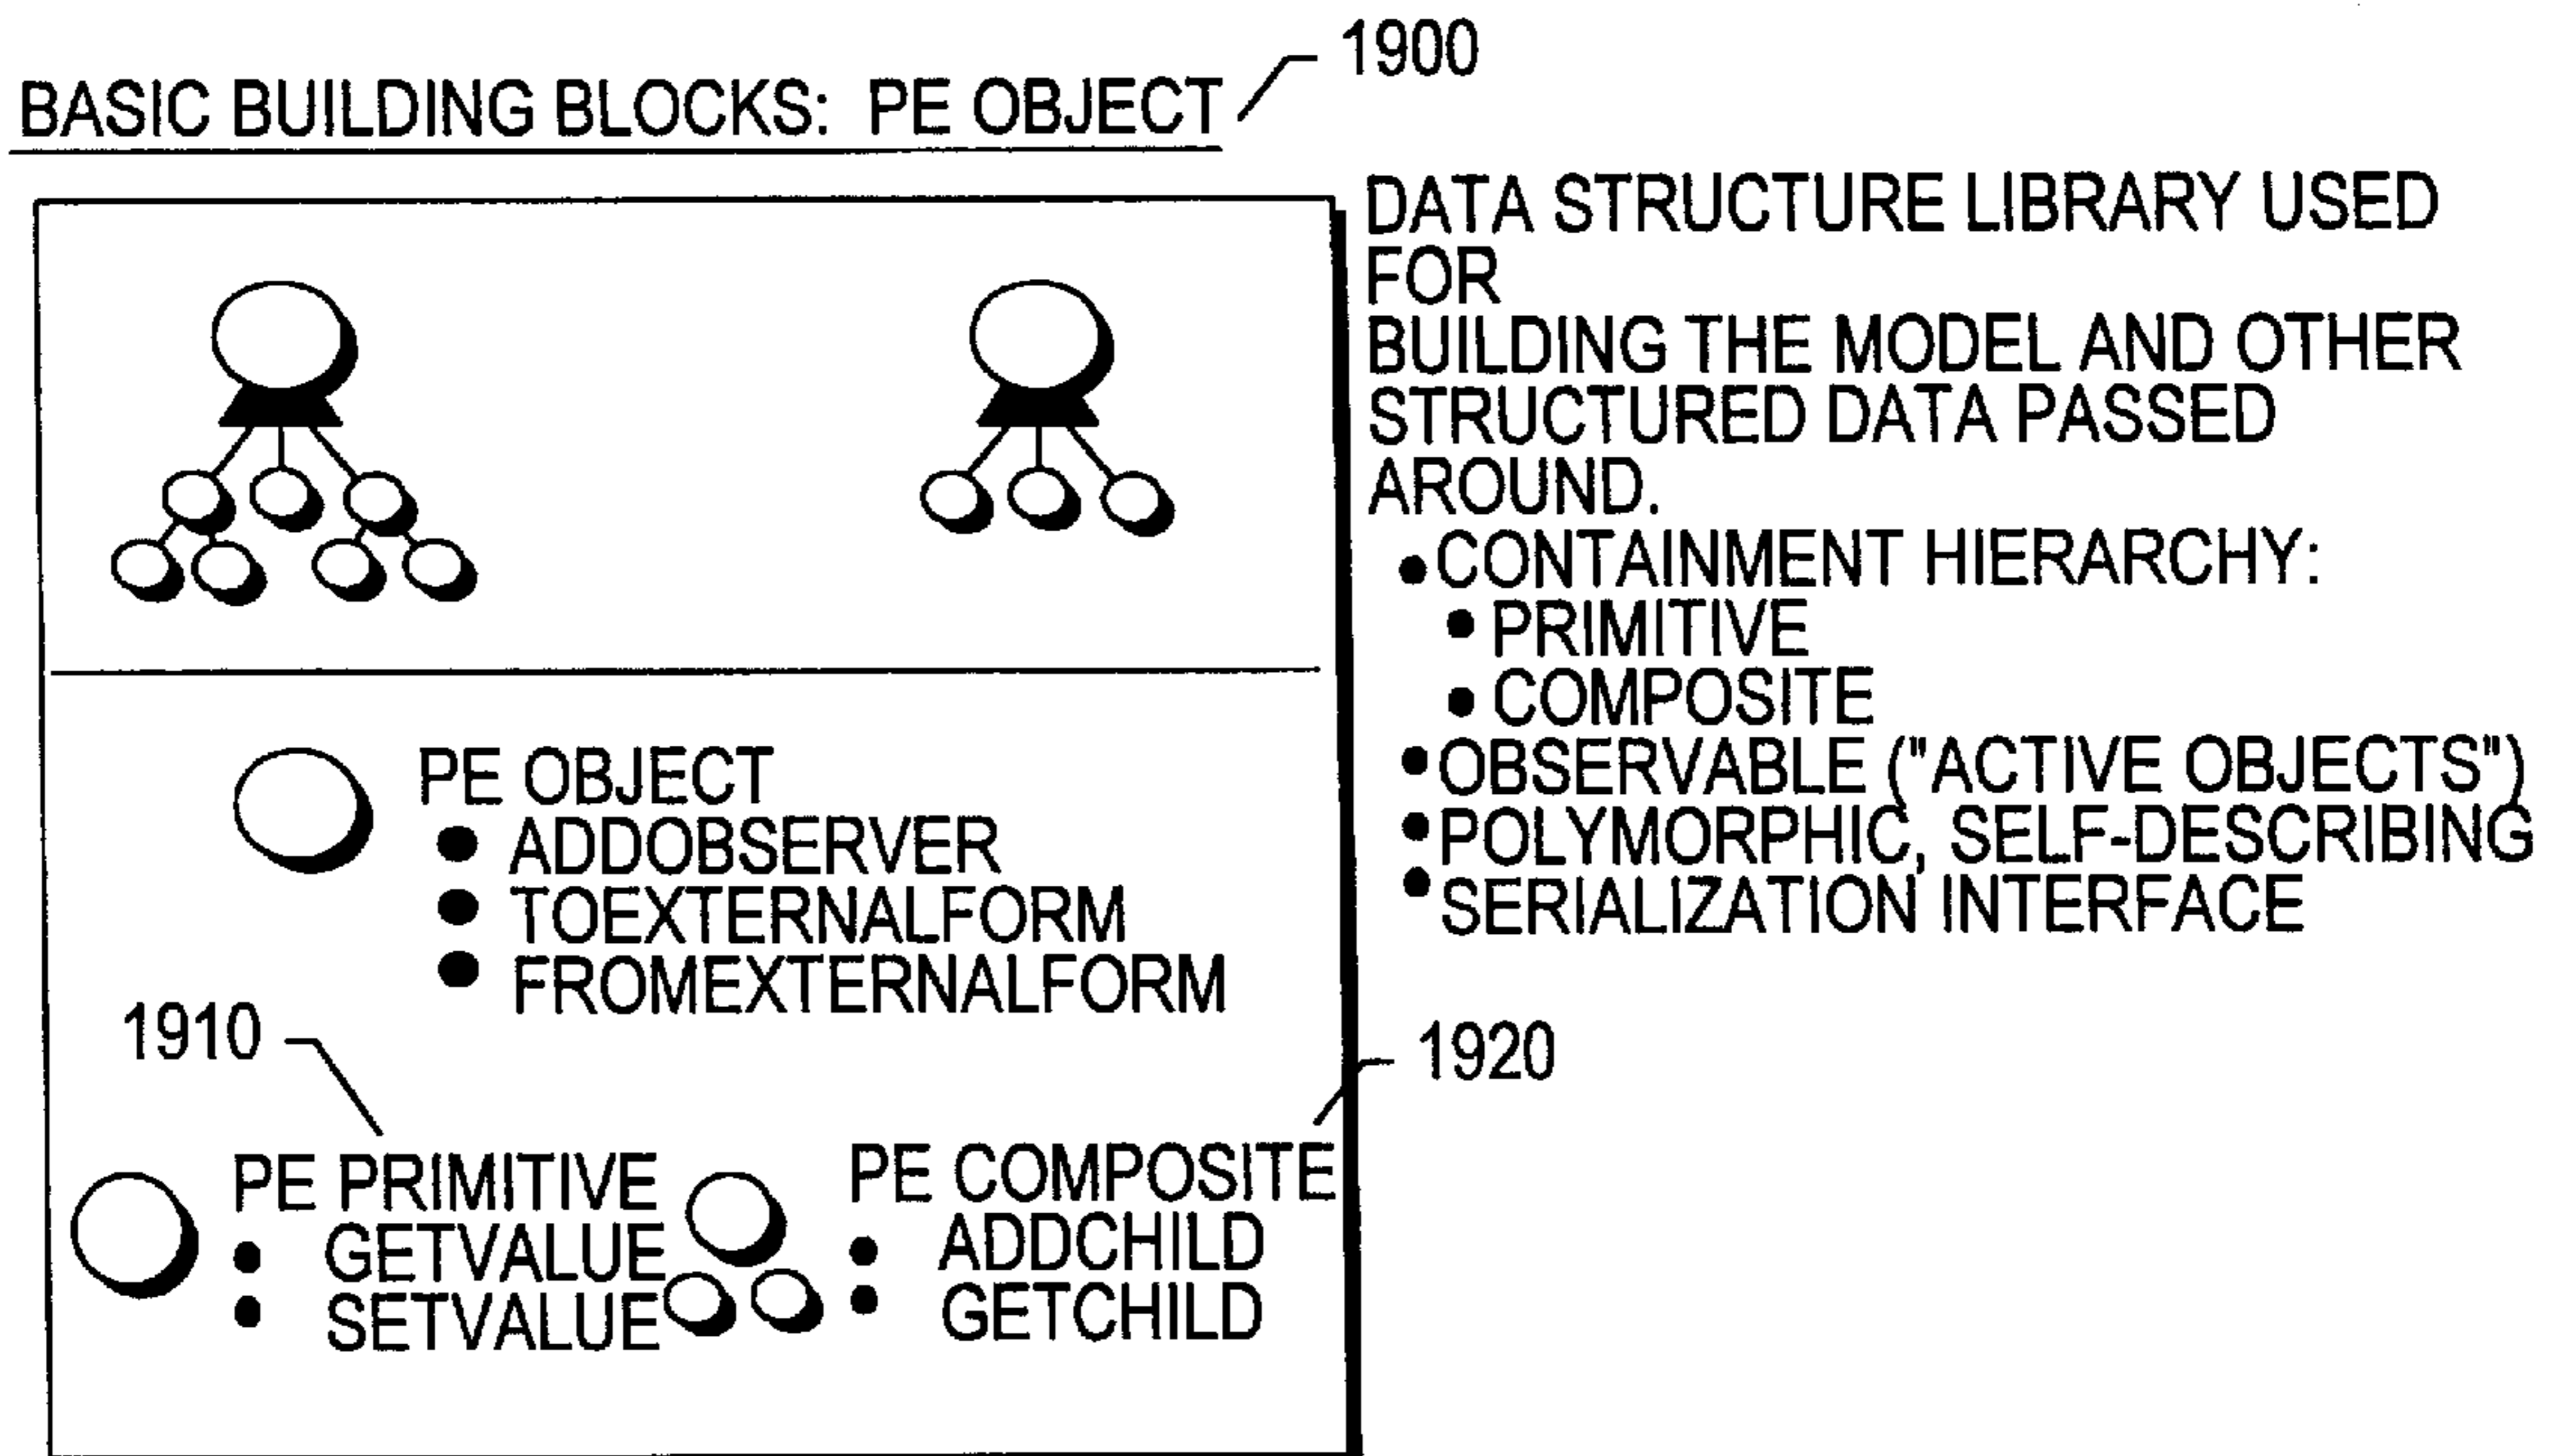 1900
BASIC BUILDING BLOCKS: PE OBJECT
DATA STRUCTURE LIBRARY USED
FOR
BUILDING THE MODEL AND OTHER
STRUCTURED DATA PASSED
AROUND.
• CONTAINMENT HIERARCHY:
• PRIMITIVE
• COMPOSITE
• OBSERVABLE ("ACTIVE OBJECTS")
• POLYMORPHIC, SELF-DESCRIBING
• SERIALIZATION INTERFACE
PE OBJECT
• ADDOBSERVER
• TOEXTERNALFORM
• FROMEXTERNALFORM
1910
PE PRIMITIVE
• GETVALUE
• SETVALUE
1920
PE COMPOSITE
• ADDCHILD
• GETCHILD